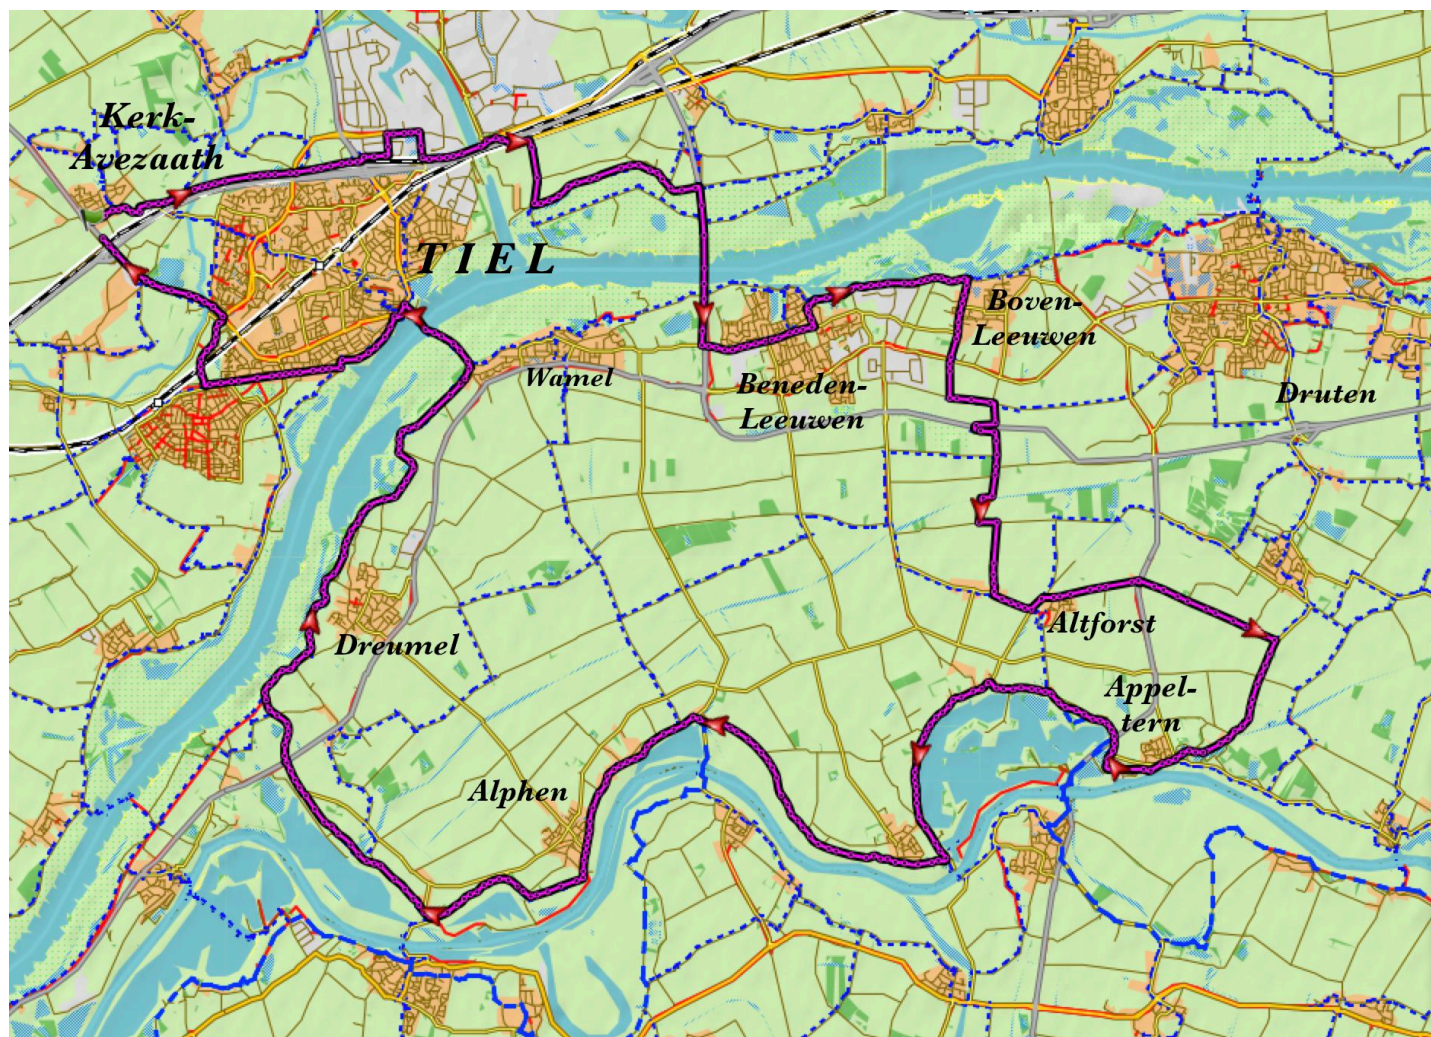 Kerk-
Avezaath
TIEL
Boven-
Leeuwen
Wamel
Beneden-
Leeuwen
Druten
Altforst
Dreumel
Appel-
tern
Alphen